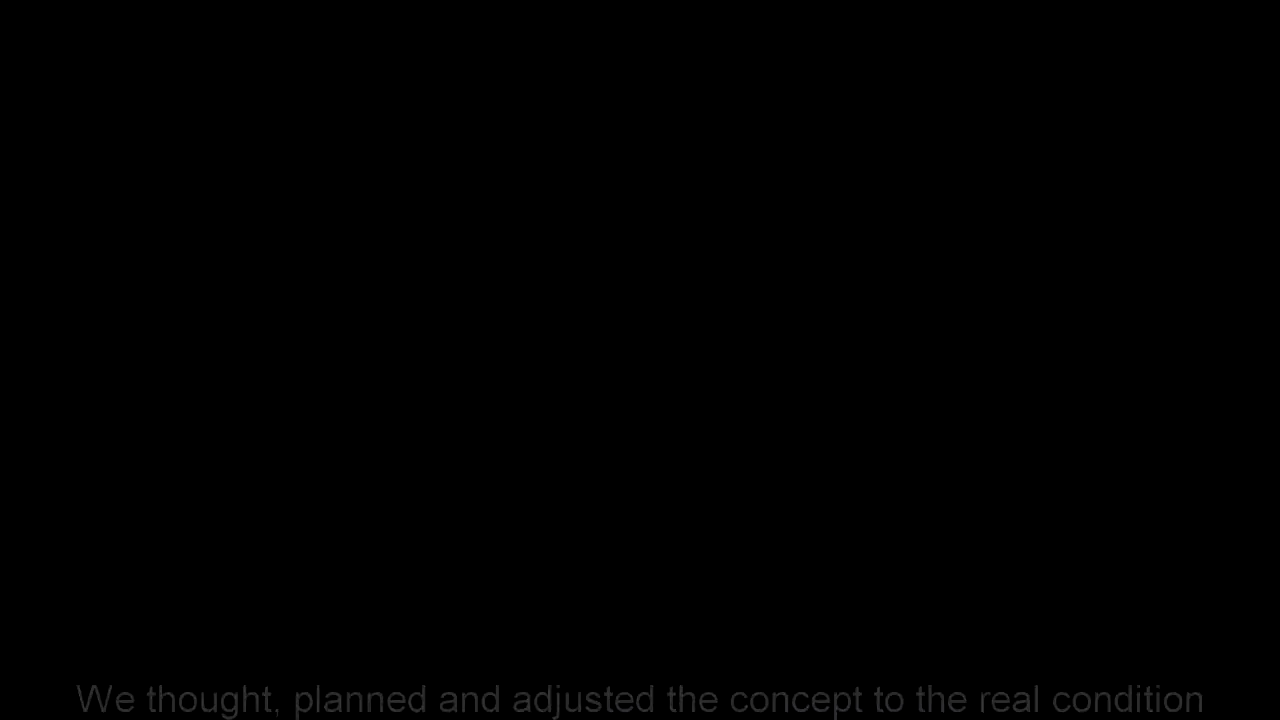 We thought, planned and adjusted the concept to the real condition